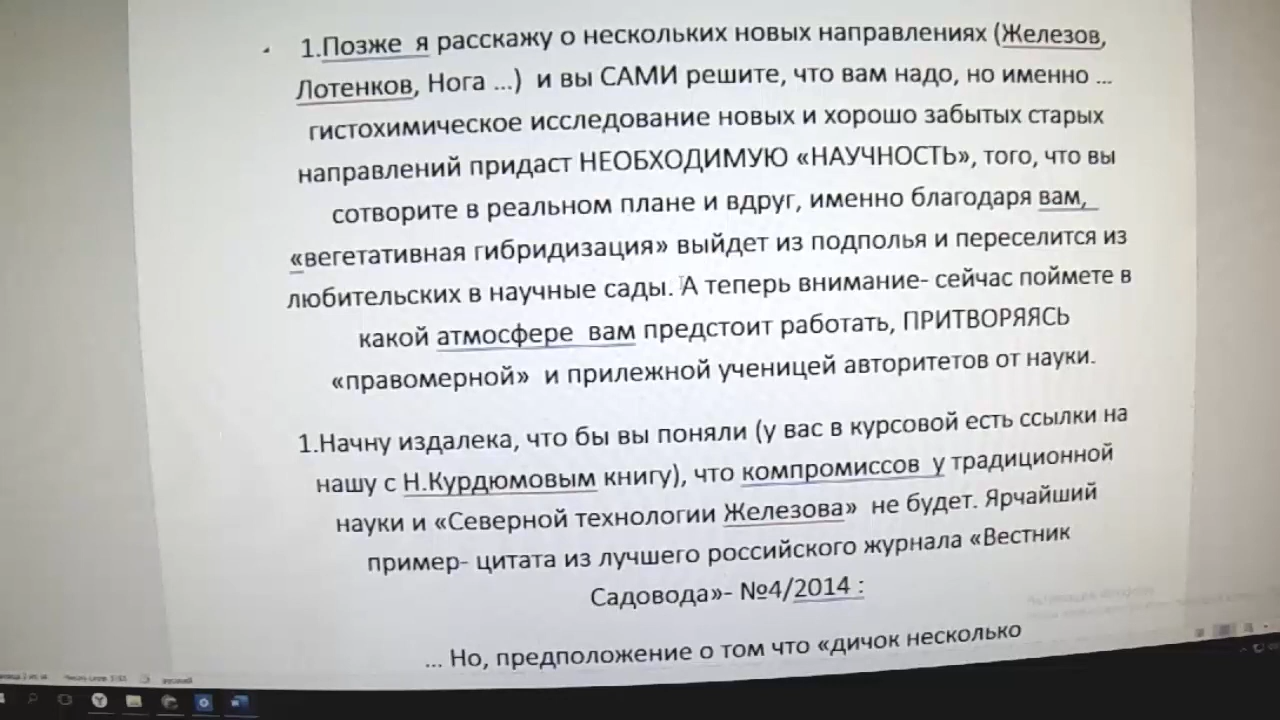 1.Позже я расскажу о нескольких новых направлениях (Железов,
Лотенков, Нога ...) и вы САМИ решите, что вам надо, но именно ...
гистохимическое исследование новых и хорошо забытых старых
направлений придаст НЕОБХОДИМУЮ «НАУЧНОСТЬ», того, что вы
сотворите в реальном плане и вдруг, именно благодаря вам,
«вегетативная гибридизация» выйдет из подполья и переселится из
любительских в научные сады. А теперь внимание- сейчас поймете в
какой атмосфере вам предстоит работать, ПРИТВОРЯЯСЬ
«правомерной» и прилежной ученицей авторитетов от науки.
1.Начну издалека, что бы вы поняли (у вас в курсовой есть ссылки на
нашу с Н.Курдюмовым книгу), что компромиссов у традиционной
науки и «Северной технологии Железова» не будет. Ярчайший
пример- цитата из лучшего российского журнала «Вестник
Садовода»- №4/2014 :
... Но, предположение о том что «дичок несколько